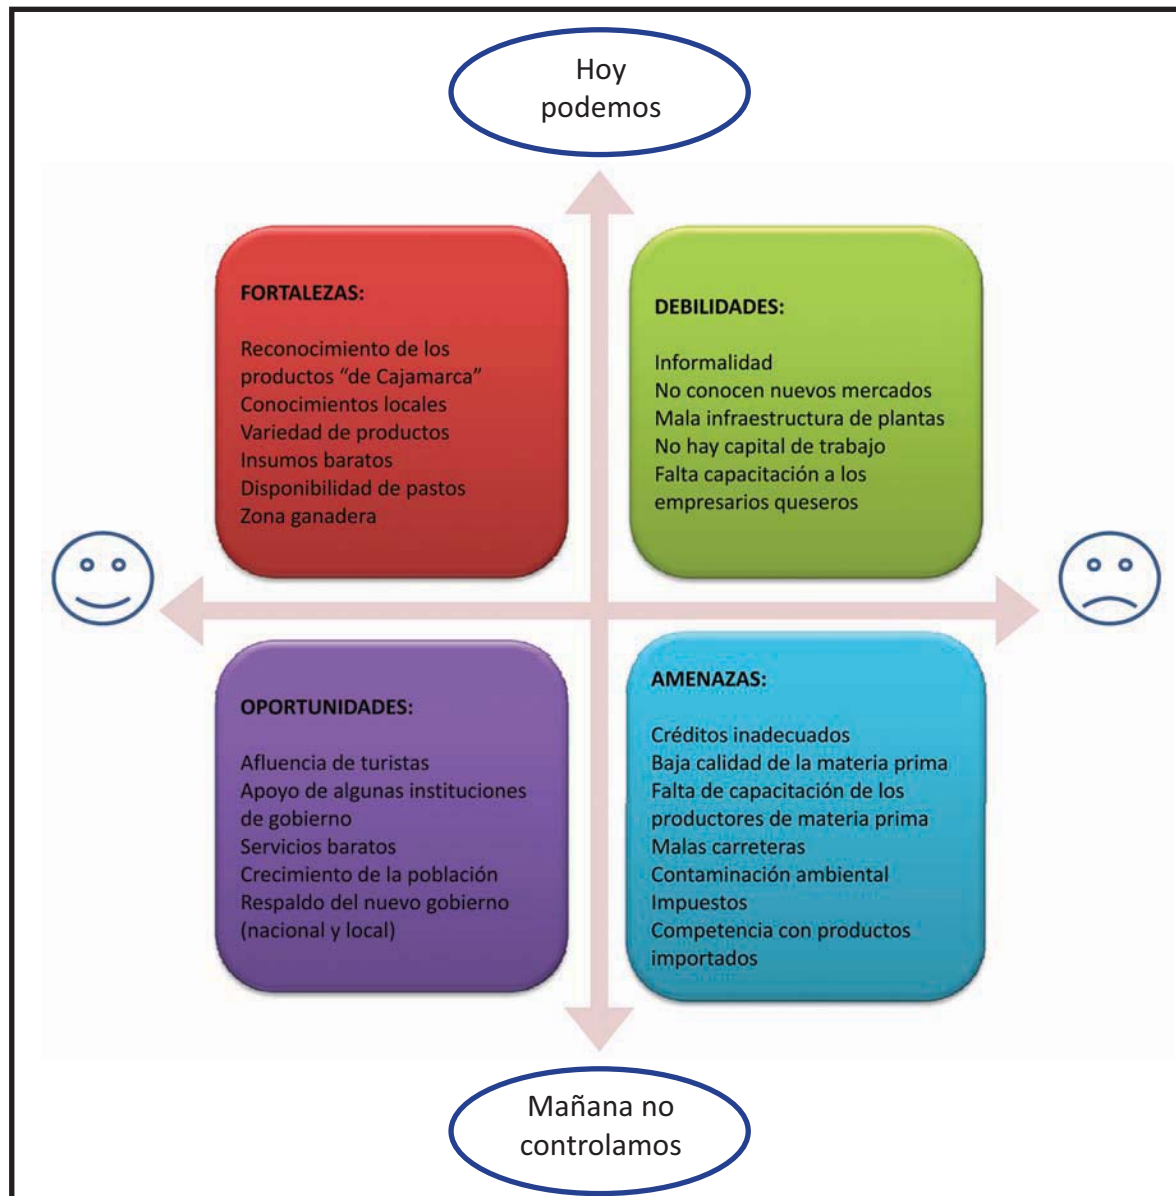 Hoy
podemos
FORTALEZAS:
Reconocimiento de los
productos “de Cajamarca”
Conocimientos locales
Variedad de productos
Insumos baratos
Disponibilidad de pastos
Zona ganadera
DEBILIDADES:
Informalidad
No conocen nuevos mercados
Mala infraestructura de plantas
No hay capital de trabajo
Falta capacitación a los
empresarios queseros
OPORTUNIDADES:
Afluencia de turistas
Apoyo de algunas instituciones
de gobierno
Servicios baratos
Crecimiento de la población
Respaldo del nuevo gobierno
(nacional y local)
AMENAZAS:
Créditos inadecuados
Baja calidad de la materia prima
Falta de capacitación de los
productores de materia prima
Malas carreteras
Contaminación ambiental
Impuestos
Competencia con productos
importados
Mañana no
controlamos